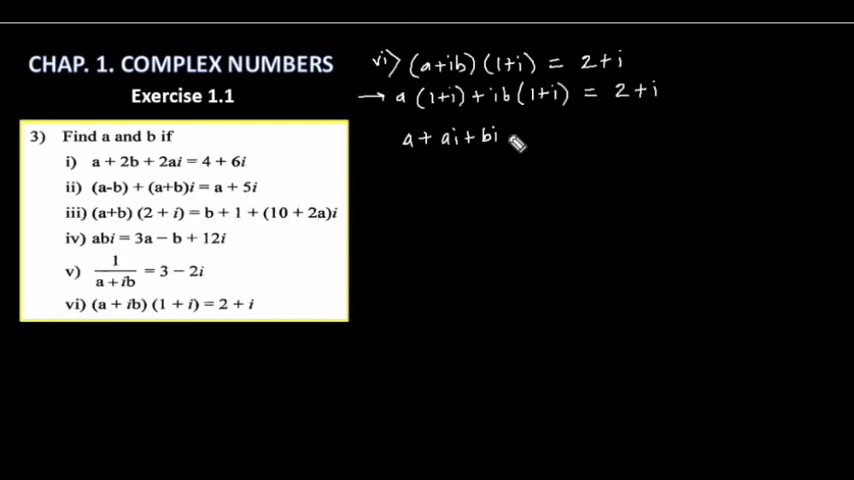 CHAP. 1. COMPLEX NUMBERS
Exercise 1.1
3) Find a and b if
i) a + 2b + 2ai = 4 + 6i
ii) (a-b) + (a+b)i = a + 5i
iii) (a+b) (2 + i) = b + 1 + (10 + 2a)i
iv) abi = 3a − b + 12i
v) 1/(a + ib) = 3 − 2i
vi) (a + ib) (1 + i) = 2 + i
vi) (a+ib) (1+i) = 2+i
→ a (1+i) + ib (1+i) = 2+i
a + ai + bi